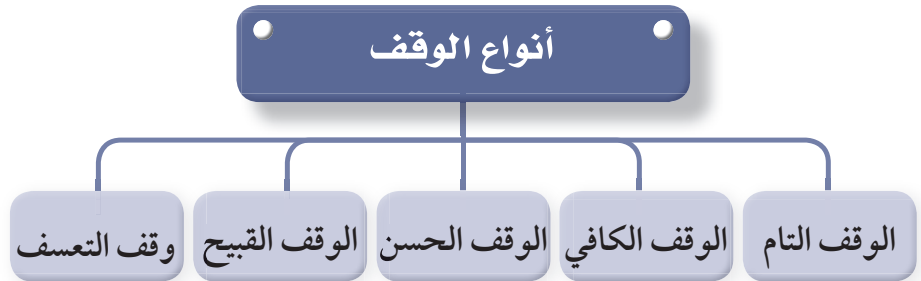 أنواع الوقف
الوقف التام
الوقف الكافي
الوقف الحسن
الوقف القبيح
وقف التعسف